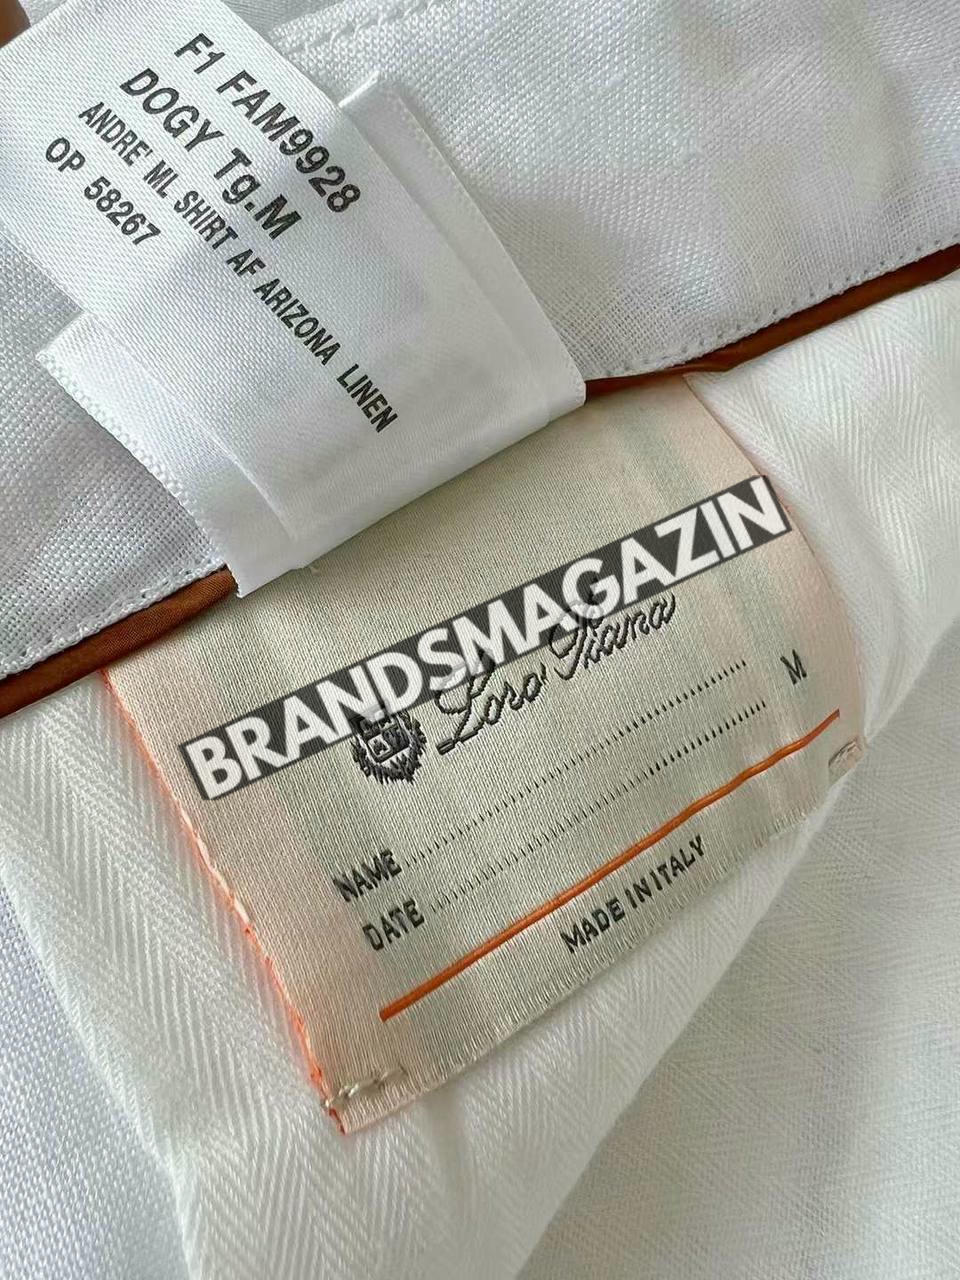 F1 FAM9928
DOGY Tg.M
ANDRE' ML SHIRT AF ARIZONA LINEN
OP 58267
BRANDSMAGAZIN
Loro Piana
M
NAME
DATE
MADE IN ITALY